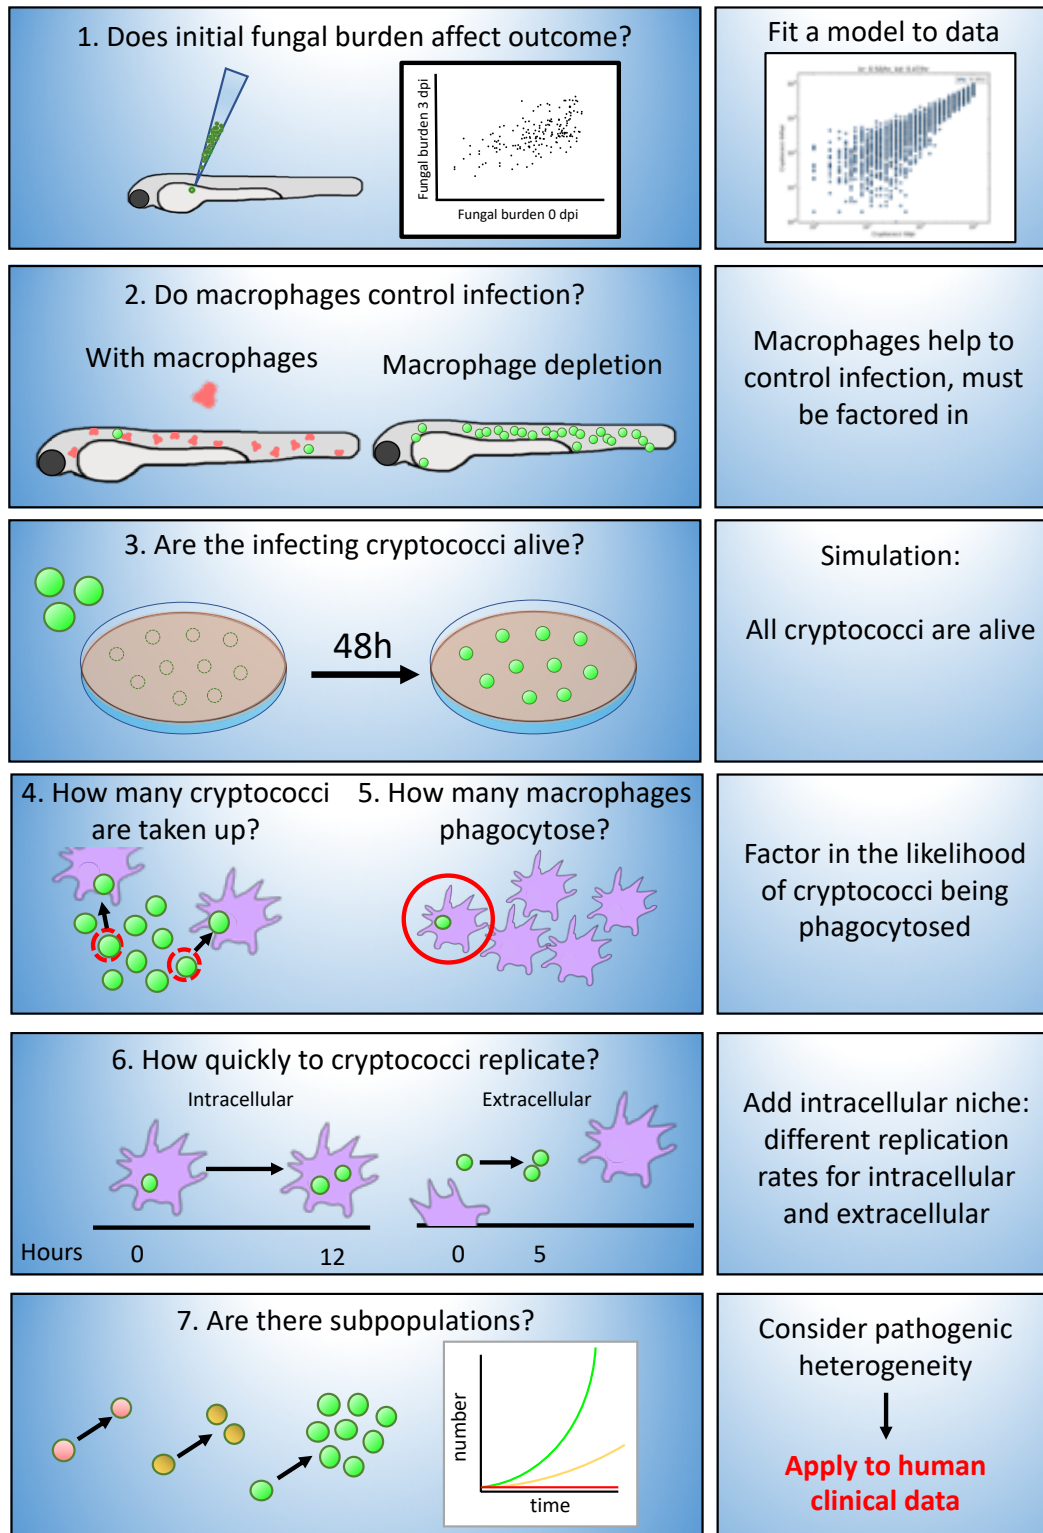 1. Does initial fungal burden affect outcome?
Fungal burden 3 dpi
Fungal burden 0 dpi
Fit a model to data
2. Do macrophages control infection?
With macrophages
Macrophage depletion
Macrophages help to
control infection, must
be factored in
3. Are the infecting cryptococci alive?
48h
Simulation:
All cryptococci are alive
4. How many cryptococci
are taken up?
5. How many macrophages
phagocytose?
Factor in the likelihood
of cryptococci being
phagocytosed
6. How quickly to cryptococci replicate?
Intracellular
Extracellular
Hours 0 12 0 5
Add intracellular niche:
different replication
rates for intracellular
and extracellular
7. Are there subpopulations?
number
time
Consider pathogenic
heterogeneity
Apply to human
clinical data